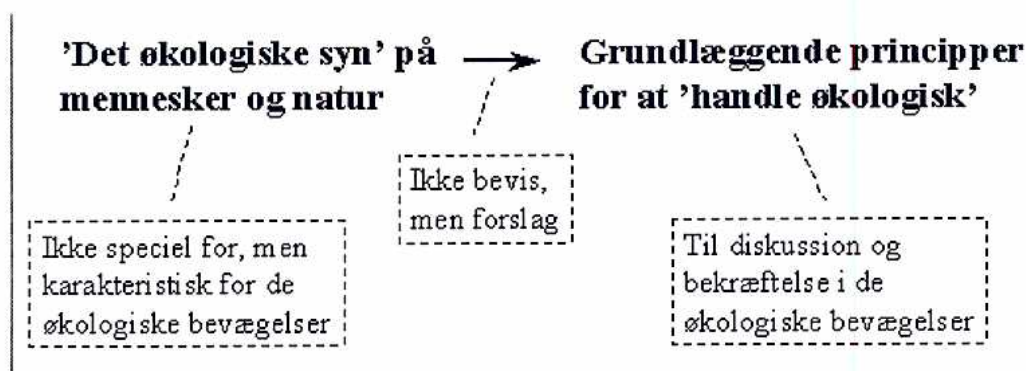 ’Det økologiske syn’ på
mennesker og natur
Grundlæggende principper
for at ’handle økologisk’
Ikke bevis,
men forslag
Ikke speciel for, men
karakteristisk for de
økologiske bevægelser
Til diskussion og
bekræftelse i de
økologiske bevægelser